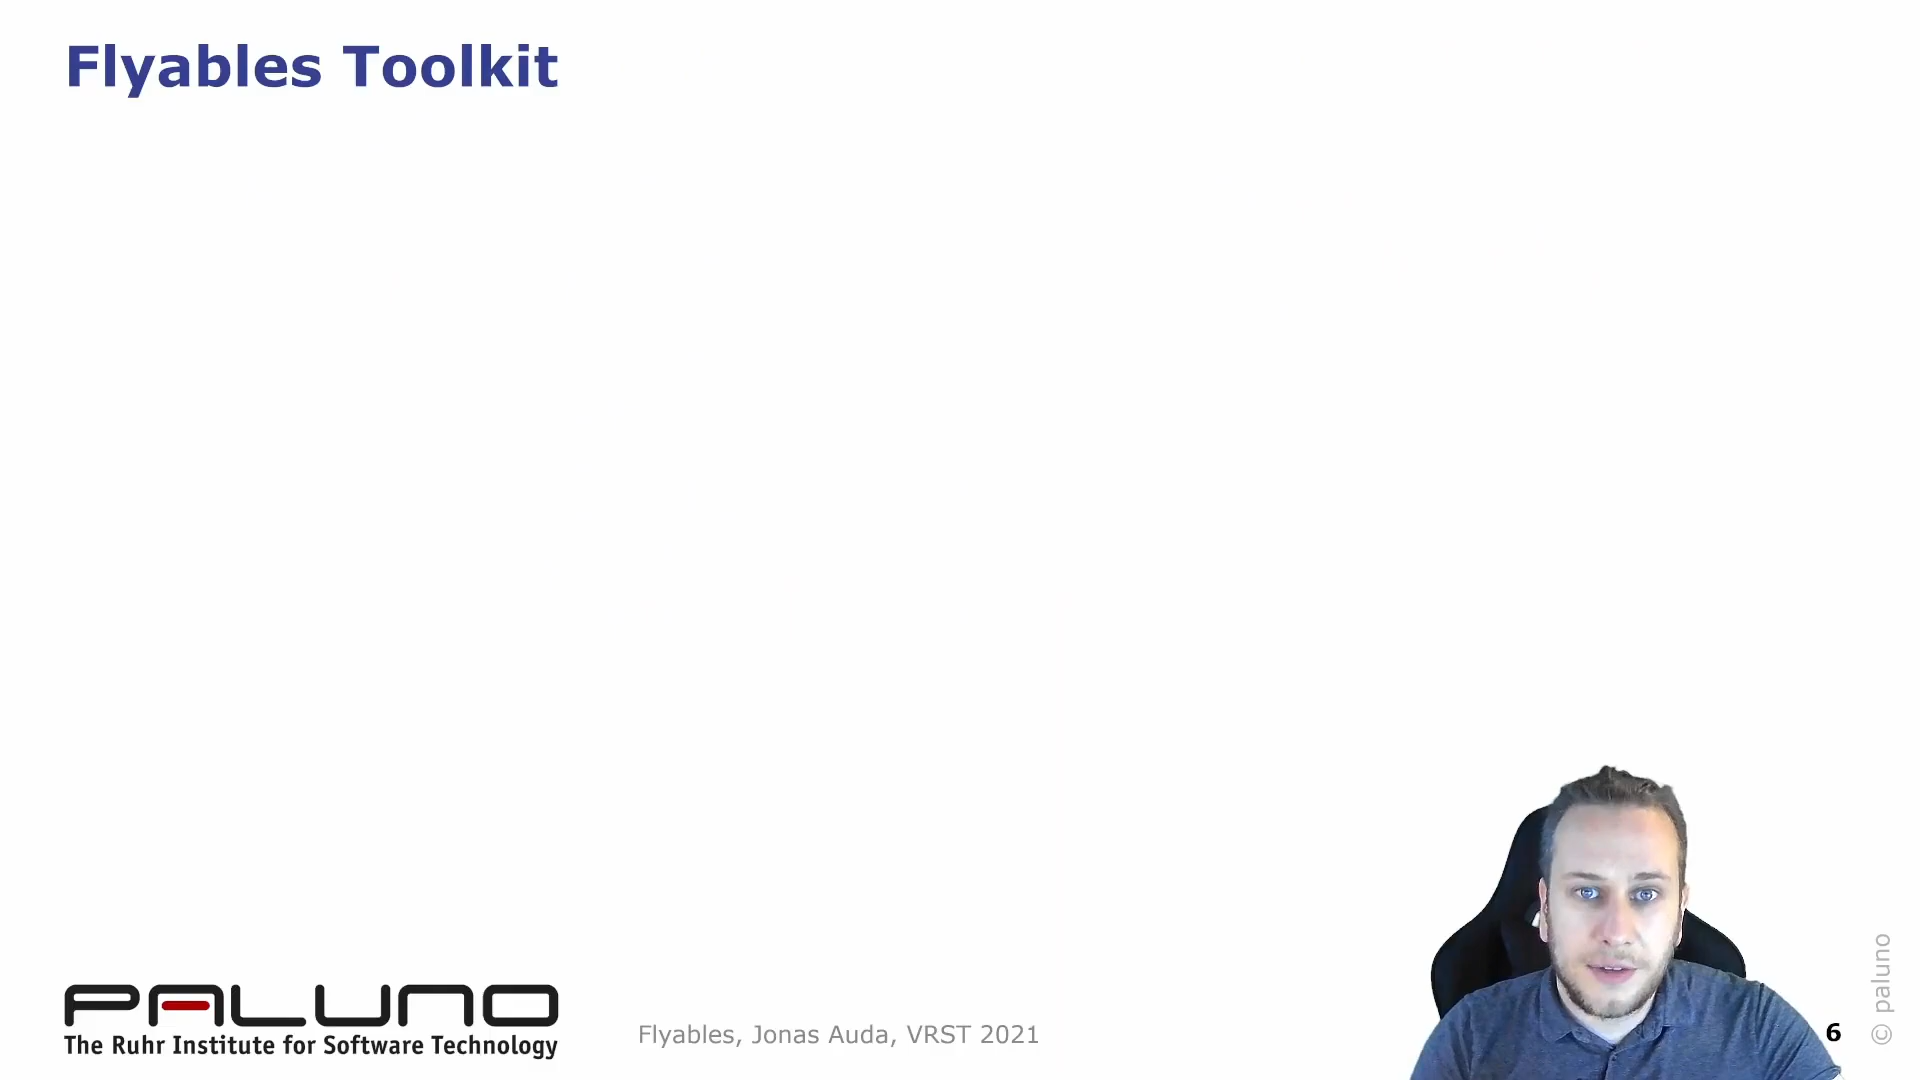 Flyables Toolkit
PALUNO
The Ruhr Institute for Software Technology
Flyables, Jonas Auda, VRST 2021
6
© paluno